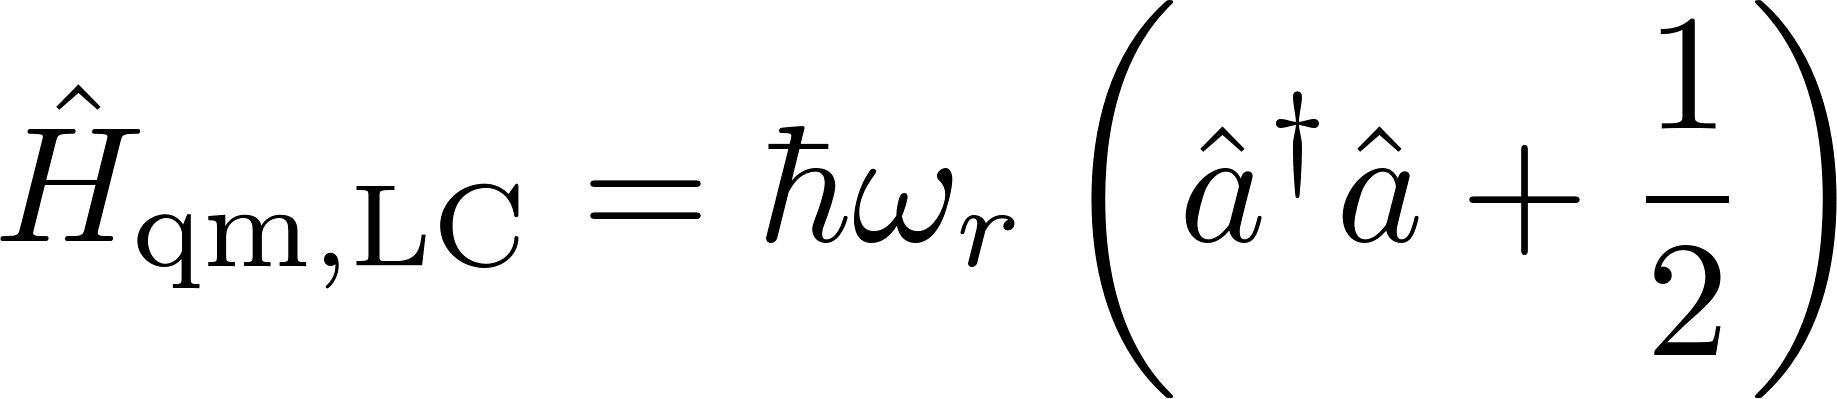 Ĥ_qm,LC = ħω_r (â†â + 1/2)